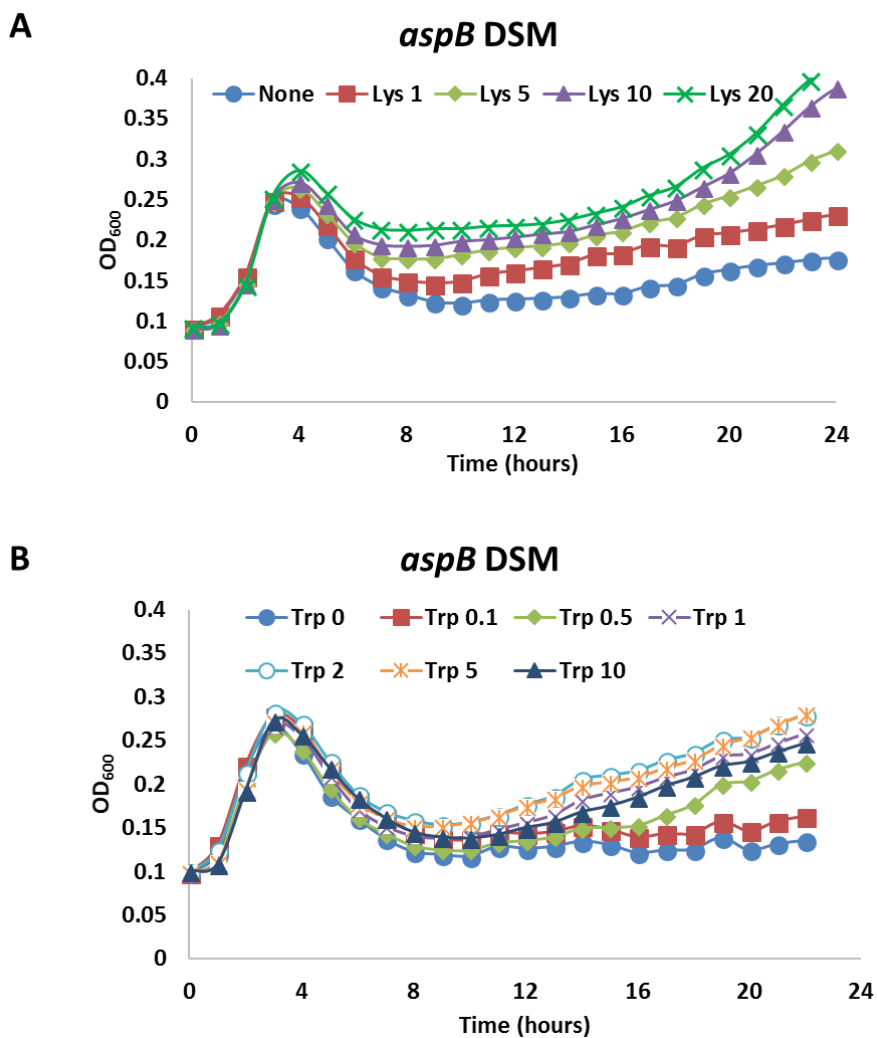 A
aspB DSM
None Lys 1 Lys 5 Lys 10 Lys 20
0.4
0.35
0.3
0.25
0.2
0.15
0.1
0.05
0
OD600
0 4 8 12 16 20 24
Time (hours)
B
aspB DSM
Trp 0 Trp 0.1 Trp 0.5 Trp 1
Trp 2 Trp 5 Trp 10
0.4
0.35
0.3
0.25
0.2
0.15
0.1
0.05
0
OD600
0 4 8 12 16 20 24
Time (hours)